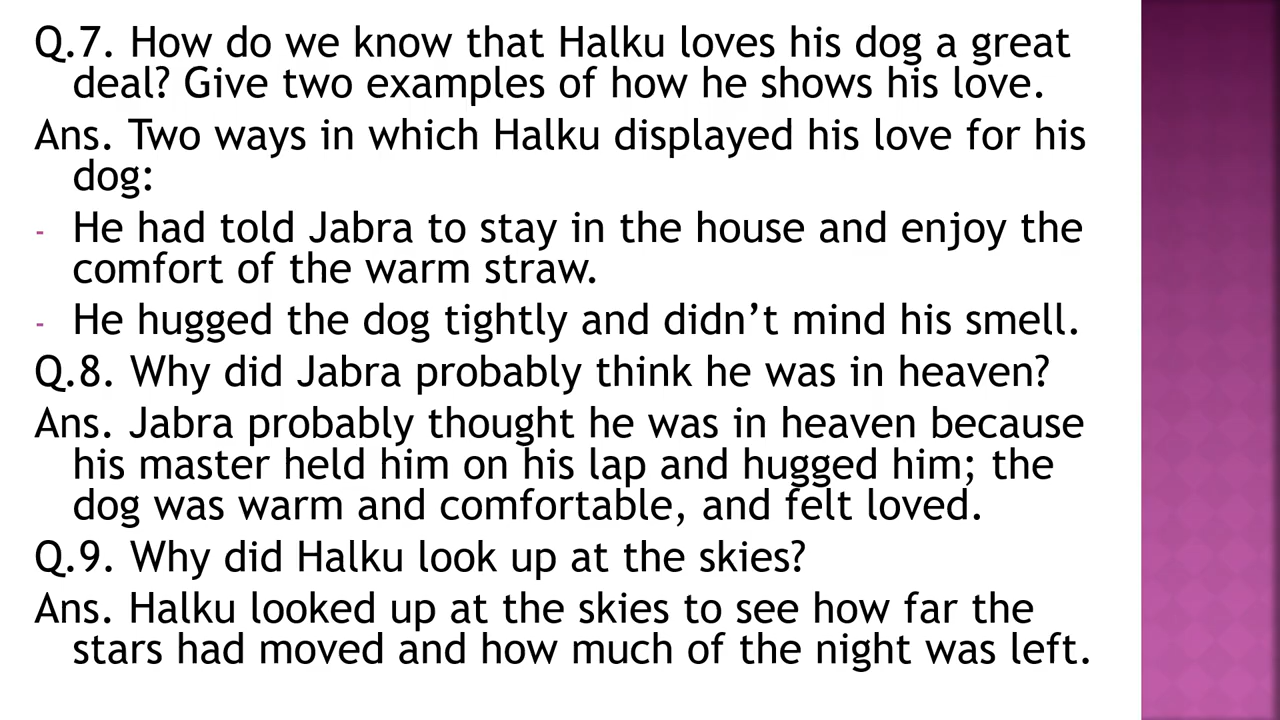 Q.7. How do we know that Halku loves his dog a great
deal? Give two examples of how he shows his love.
Ans. Two ways in which Halku displayed his love for his
dog:
- He had told Jabra to stay in the house and enjoy the
comfort of the warm straw.
- He hugged the dog tightly and didn’t mind his smell.
Q.8. Why did Jabra probably think he was in heaven?
Ans. Jabra probably thought he was in heaven because
his master held him on his lap and hugged him; the
dog was warm and comfortable, and felt loved.
Q.9. Why did Halku look up at the skies?
Ans. Halku looked up at the skies to see how far the
stars had moved and how much of the night was left.